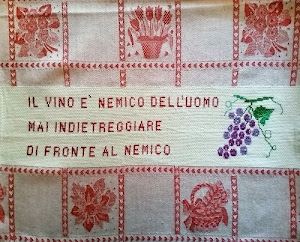 IL VINO E' NEMICO DELL'UOMO
MAI INDIETREGGIARE
DI FRONTE AL NEMICO